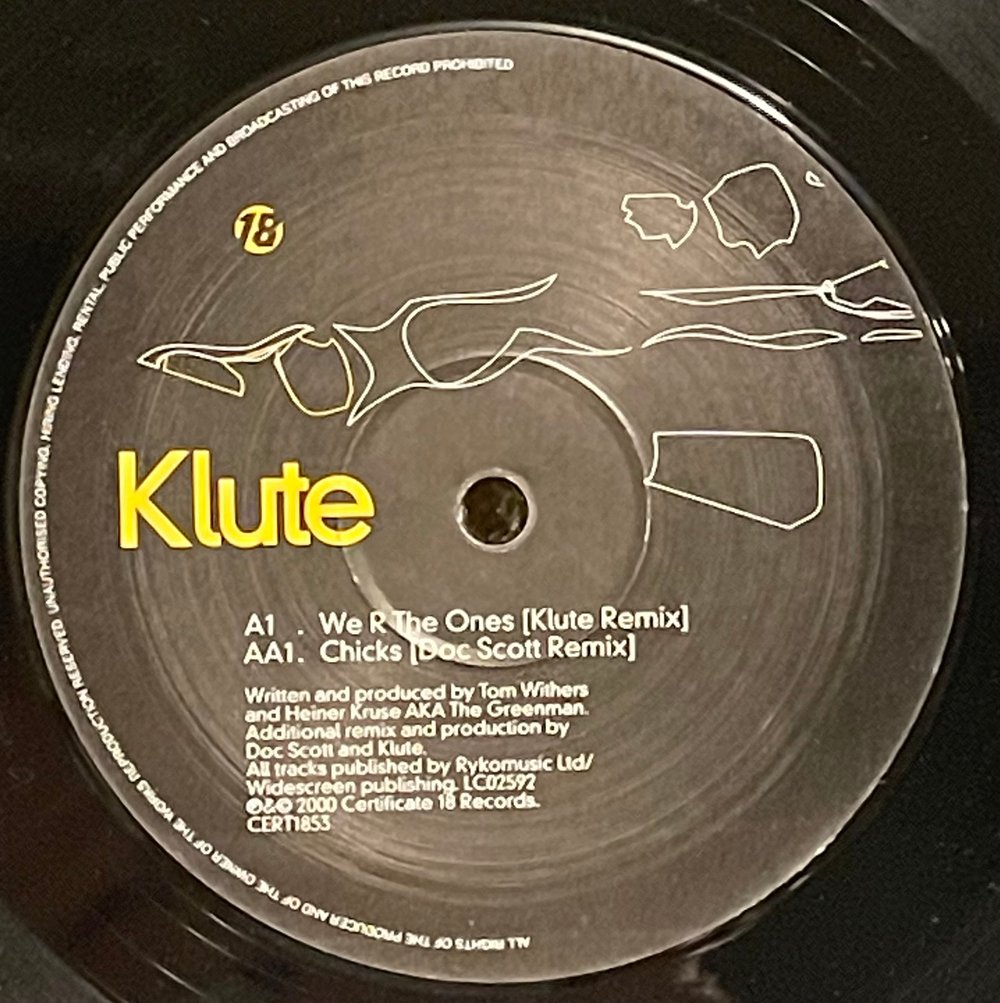 ALL RIGHTS OF THE PRODUCER AND OF THE OWNER OF THE WORKS REPRODUCTION RESERVED UNAUTHORISED COPYING, HIRING LENDING, RENTAL, PUBLIC PERFORMANCE AND BROADCASTING OF THIS RECORD PROHIBITED
18
Klute
A1 . We R The Ones [Klute Remix]
AA1. Chicks [Doc Scott Remix]
Written and produced by Tom Withers
and Heiner Kruse AKA The Greenman.
Additional remix and production by
Doc Scott and Klute.
All tracks published by Rykomusic Ltd/
Widescreen publishing. LC02592
℗&© 2000 Certificate 18 Records.
CERT1853